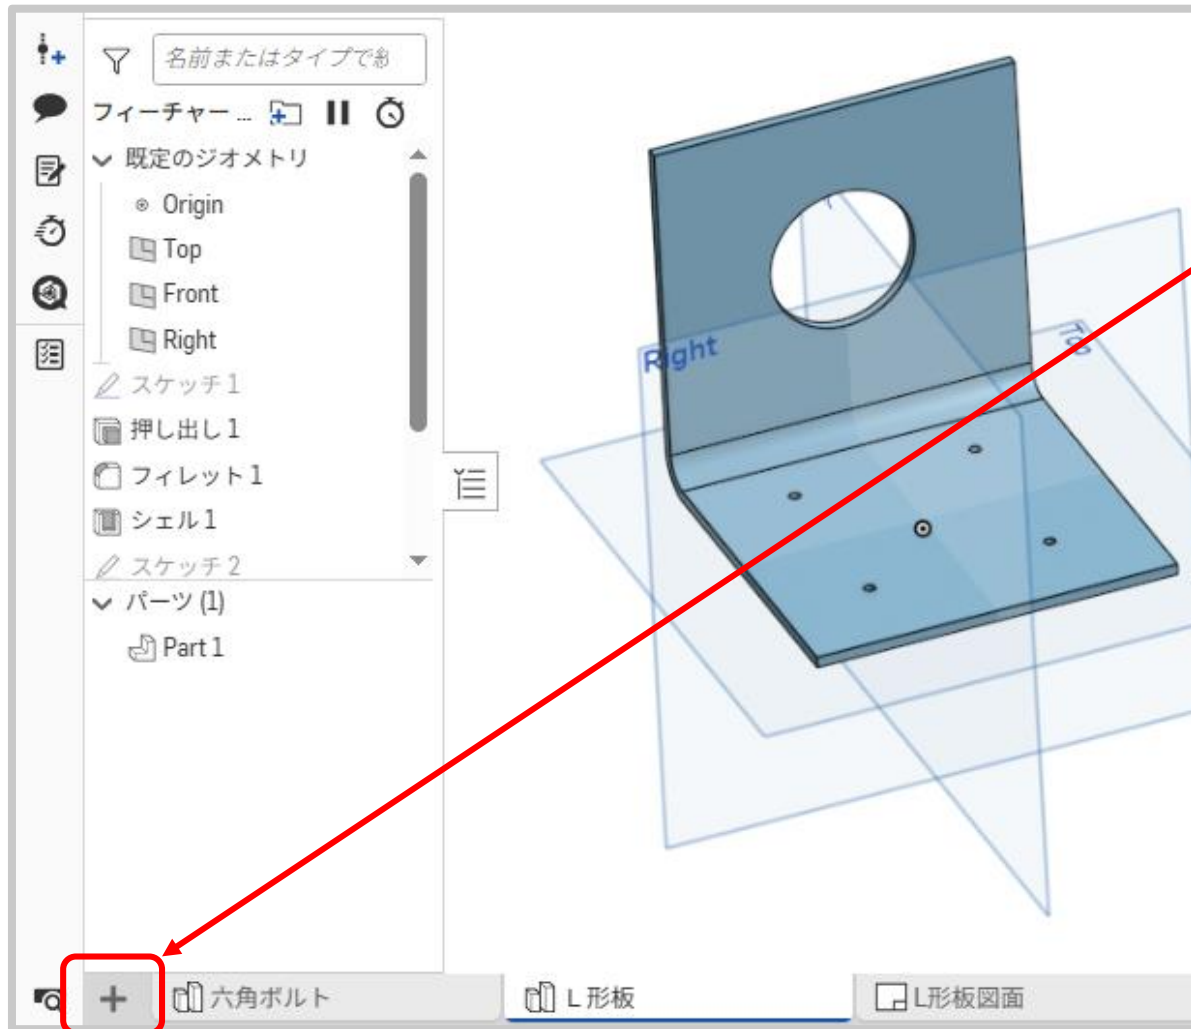 名前またはタイプで
フィーチャー ...
既定のジオメトリ
Origin
Top
Front
Right
スケッチ 1
押し出し 1
フィレット 1
シェル 1
スケッチ 2
パーツ (1)
Part 1
Right
Top
六角ボルト
L 形板
L形板図面